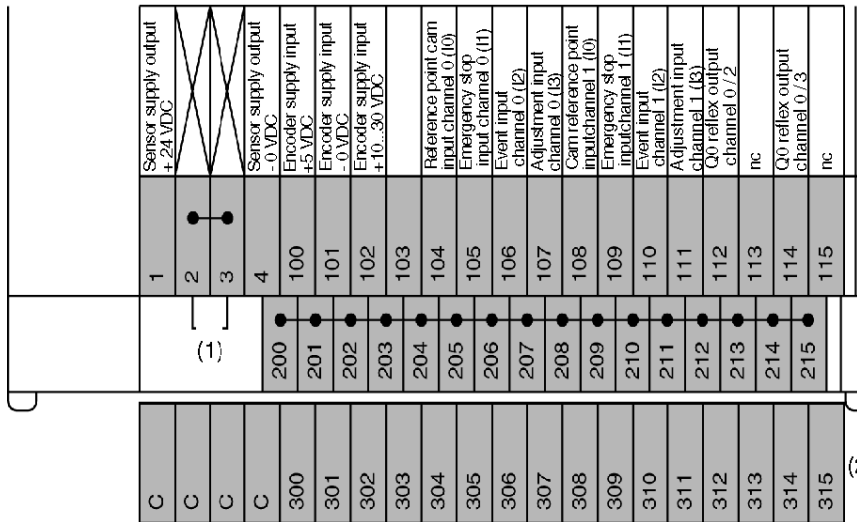 Sensor supply output
+ 24 VDC
Sensor supply output
- 0 VDC
Encoder supply input
+5 VDC
Encoder supply input
- 0 VDC
Encoder supply input
+10...30 VDC
Reference point cam
input channel 0 (I0)
Emergency stop
input channel 0 (I1)
Event input
channel 0 (I2)
Adjustment input
channel 0 (I3)
Cam reference point
inputchannel 1 (I0)
Emergency stop
inputchannel 1 (I1)
Event input
channel 1 (I2)
Adjustment input
channel 1 (I3)
Q0 reflex output
channel 0 / 2
nc
Q0 reflex output
channel 0 / 3
nc
1 2 3 4 100 101 102 103 104 105 106 107 108 109 110 111 112 113 114 115
(1)
200 201 202 203 204 205 206 207 208 209 210 211 212 213 214 215
C C C C 300 301 302 303 304 305 306 307 308 309 310 311 312 313 314 315